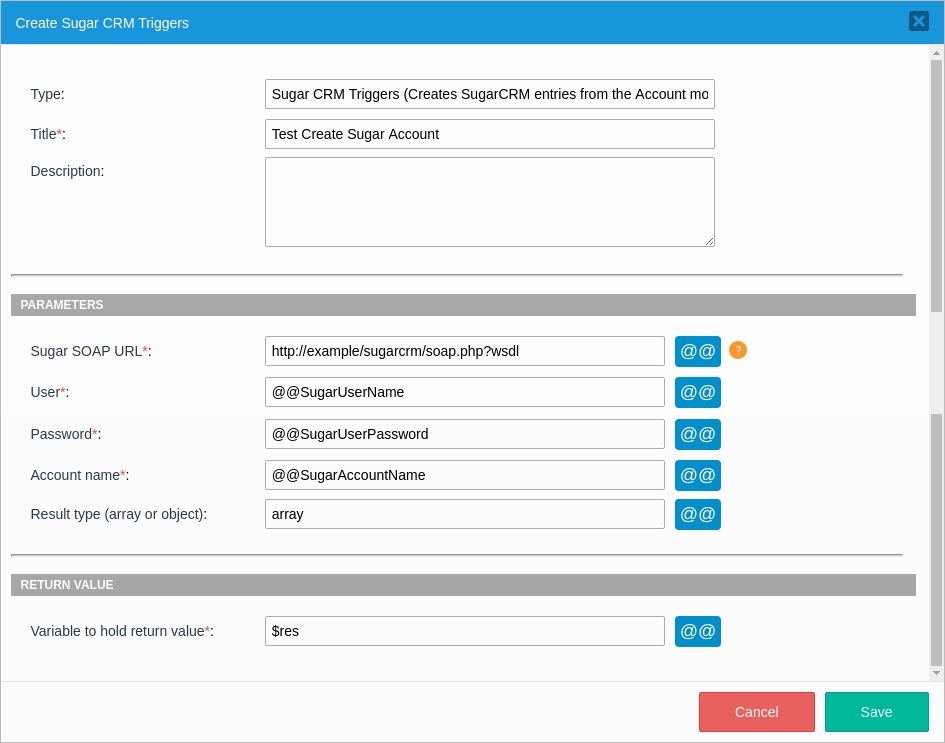 Create Sugar CRM Triggers
Type: Sugar CRM Triggers (Creates SugarCRM entries from the Account mo
Title*: Test Create Sugar Account
Description:
PARAMETERS
Sugar SOAP URL*: http://example/sugarcrm/soap.php?wsdl @@ ?
User*: @@SugarUserName @@
Password*: @@SugarUserPassword @@
Account name*: @@SugarAccountName @@
Result type (array or object): array @@
RETURN VALUE
Variable to hold return value*: $res @@
Cancel Save